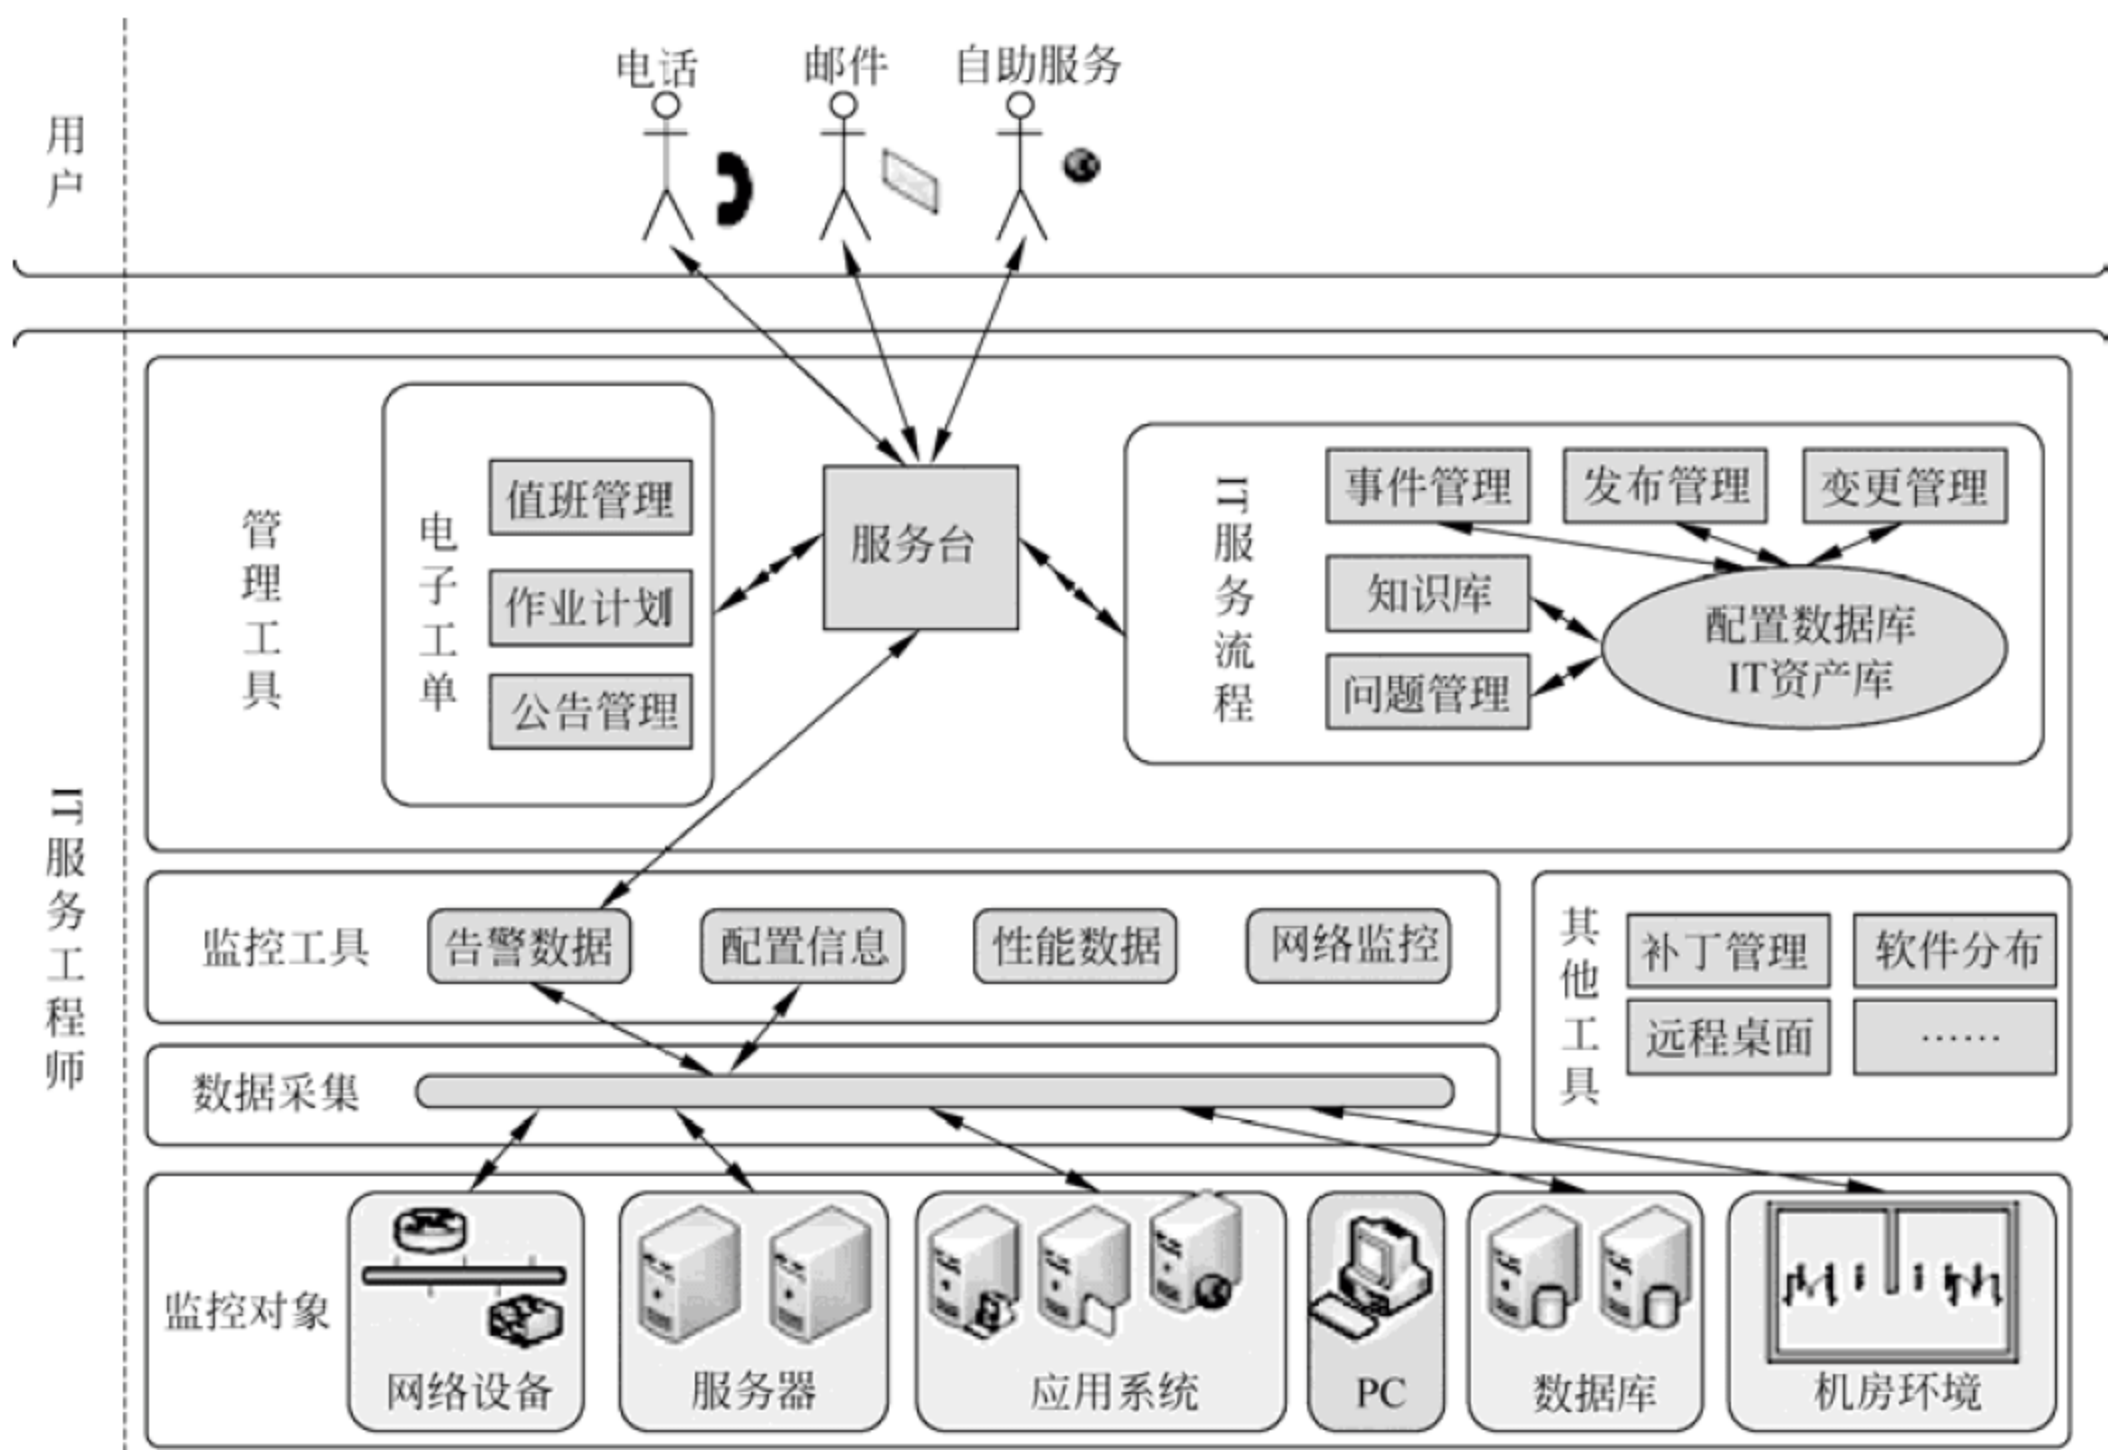 用户
电话
邮件
自助服务
IT服务工程师
管理工具
电子工单
值班管理
作业计划
公告管理
服务台
IT服务流程
事件管理
发布管理
变更管理
知识库
问题管理
配置数据库
IT资产库
监控工具
告警数据
配置信息
性能数据
网络监控
其他工具
补丁管理
软件分布
远程桌面
……
数据采集
监控对象
网络设备
服务器
应用系统
PC
数据库
机房环境